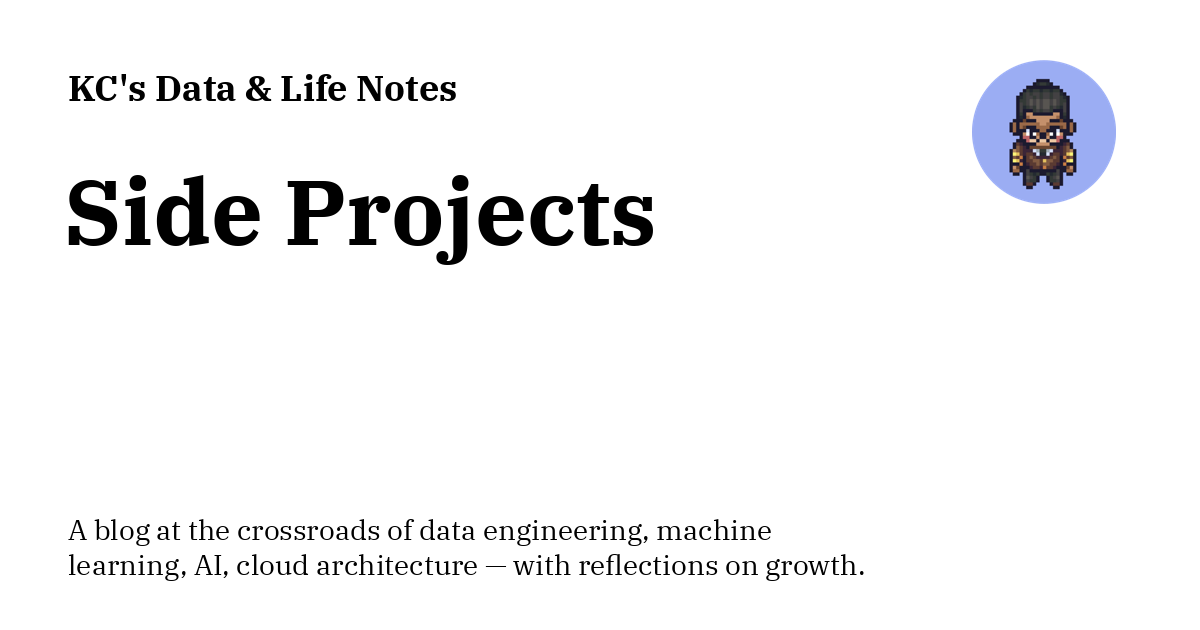 KC's Data & Life Notes
Side Projects
A blog at the crossroads of data engineering, machine
learning, AI, cloud architecture — with reflections on growth.